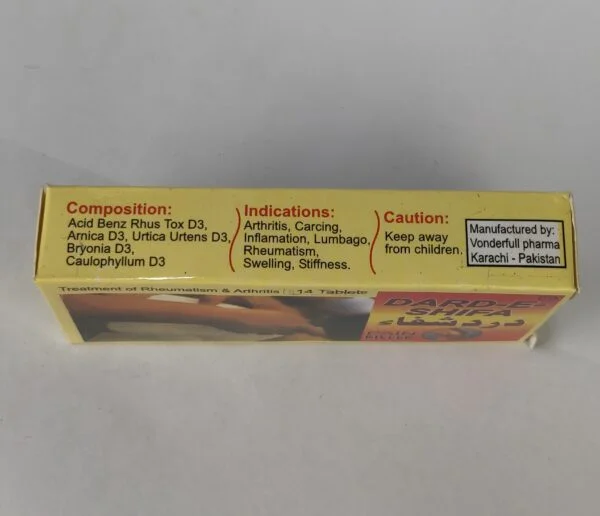 Composition:
Acid Benz Rhus Tox D3,
Arnica D3, Urtica Urtens D3,
Bryonia D3,
Caulophyllum D3
Indications:
Arthritis, Carcing,
Inflamation, Lumbago,
Rheumatism,
Swelling, Stiffness.
Caution:
Keep away
from children.
Manufactured by:
Vonderfull pharma
Karachi - Pakistan
Treatment of Rheumatism & Arthritis 14 Tablets
DARD-E-
SHIFA
درد شفاء
PAIN
KILLER